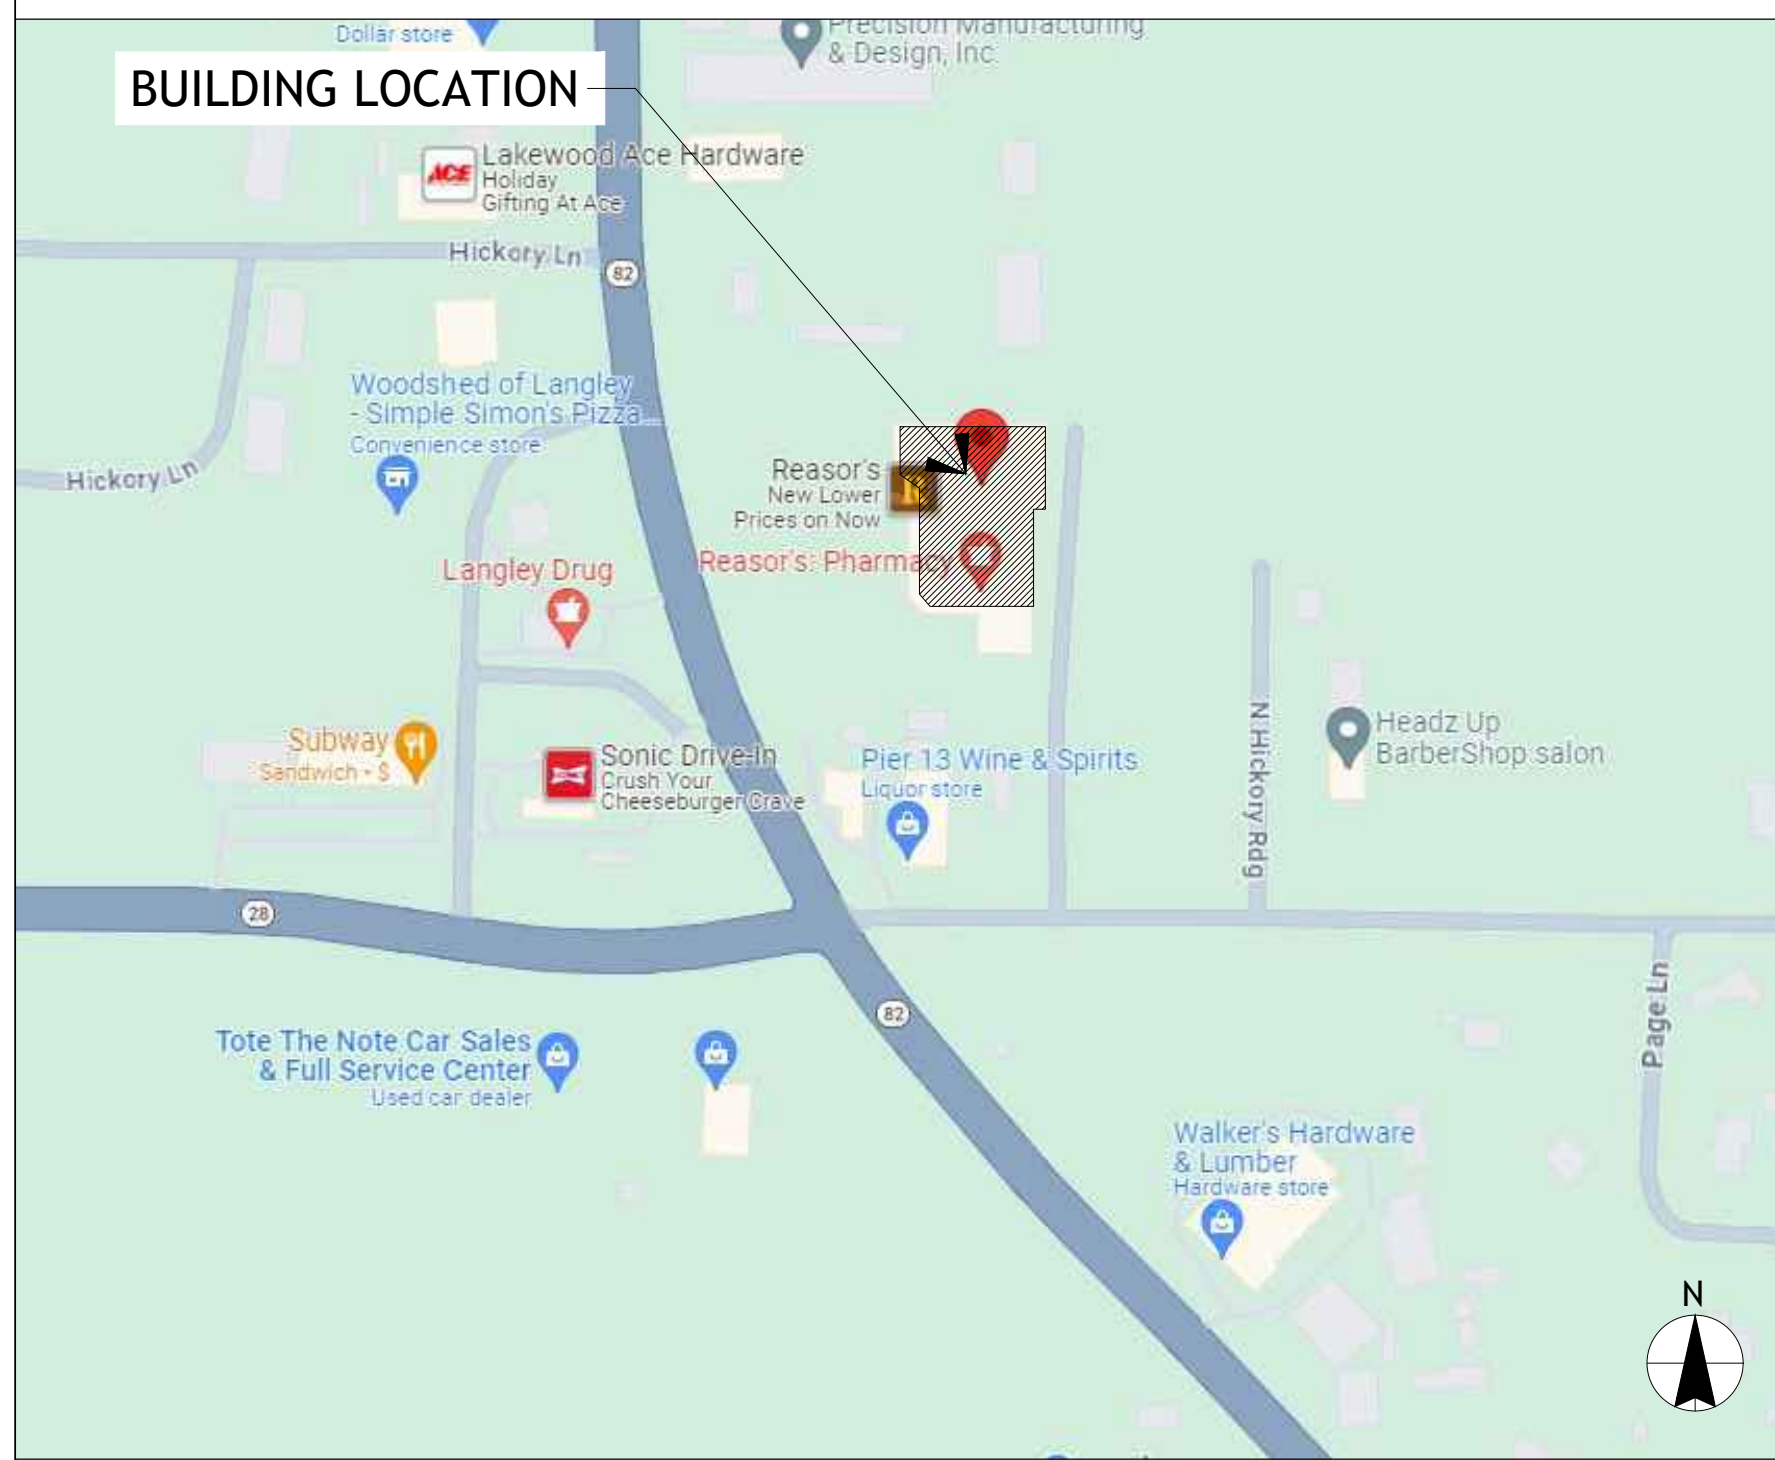 Dollar store
Precision Manufacturing
& Design, Inc
BUILDING LOCATION
ACE
Lakewood Ace Hardware
Holiday
Gifting At Ace
Hickory Ln
82
Woodshed of Langley
- Simple Simon's Pizza...
Convenience store
Hickory Ln
Reasor's
New Lower
Prices on Now
Reasor's: Pharmacy
Langley Drug
Subway
Sandwich • $
Sonic Drive-In
Crush Your
Cheeseburger Crave
Pier 13 Wine & Spirits
Liquor store
N Hickory Rdg
Headz Up
BarberShop salon
28
82
Page Ln
Tote The Note Car Sales
& Full Service Center
Used car dealer
Walker's Hardware
& Lumber
Hardware store
N